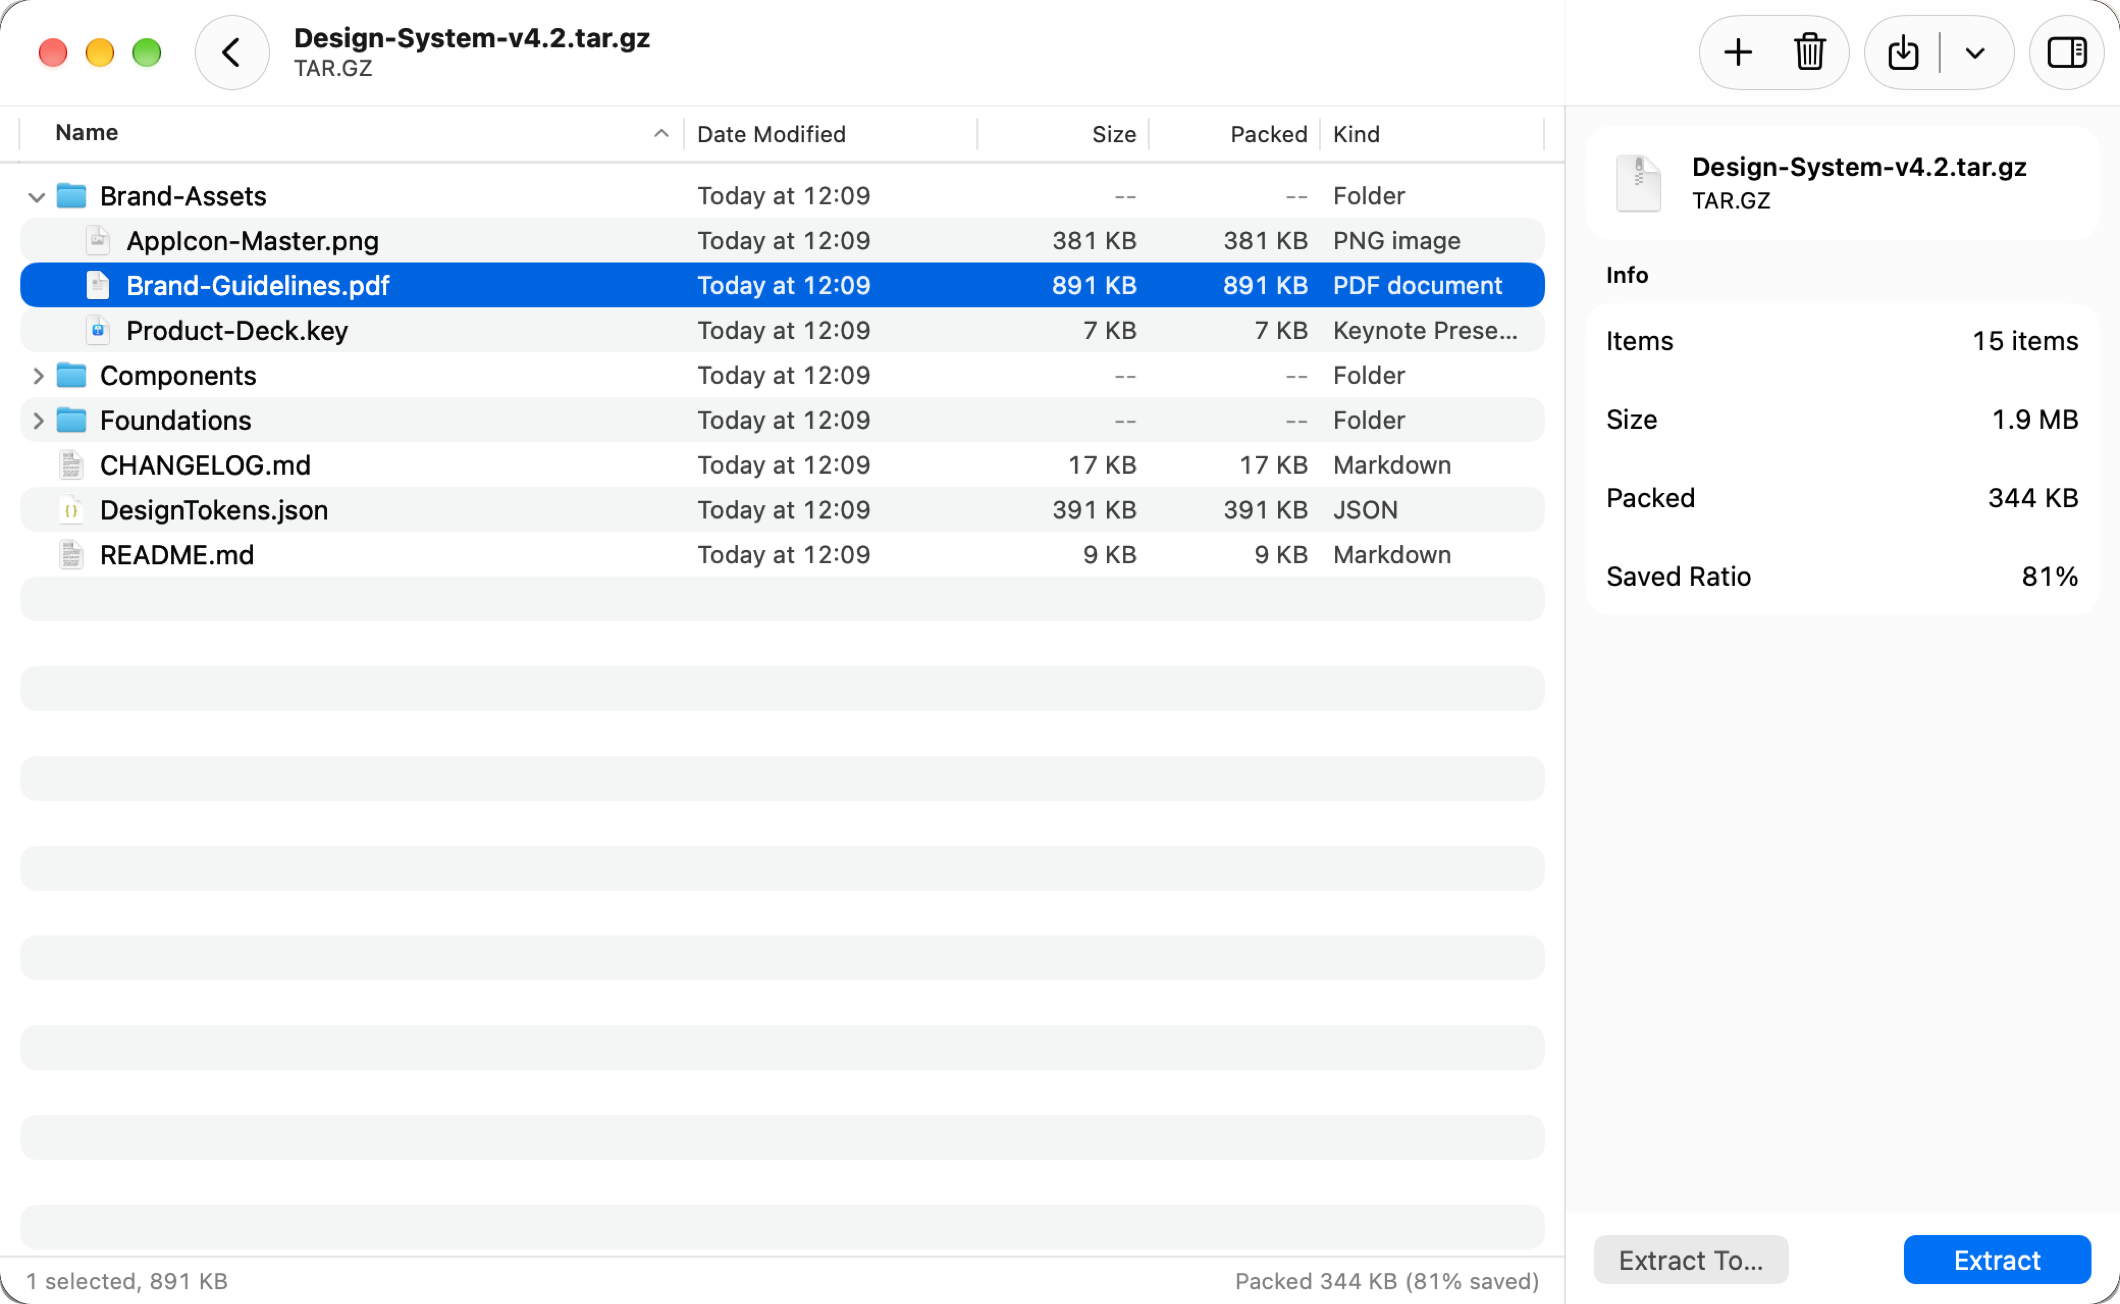 Design-System-v4.2.tar.gz
TAR.GZ
Name Date Modified Size Packed Kind
Brand-Assets Today at 12:09 -- -- Folder
AppIcon-Master.png Today at 12:09 381 KB 381 KB PNG image
Brand-Guidelines.pdf Today at 12:09 891 KB 891 KB PDF document
Product-Deck.key Today at 12:09 7 KB 7 KB Keynote Prese...
Components Today at 12:09 -- -- Folder
Foundations Today at 12:09 -- -- Folder
CHANGELOG.md Today at 12:09 17 KB 17 KB Markdown
DesignTokens.json Today at 12:09 391 KB 391 KB JSON
README.md Today at 12:09 9 KB 9 KB Markdown
1 selected, 891 KB Packed 344 KB (81% saved)
Design-System-v4.2.tar.gz
TAR.GZ
Info
Items 15 items
Size 1.9 MB
Packed 344 KB
Saved Ratio 81%
Extract To... Extract